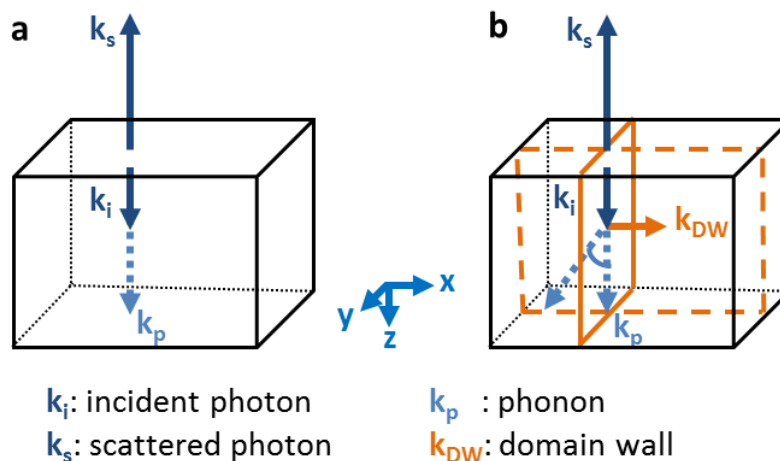 a
b
ks
ks
ki
ki
kDW
kp
kp
x
y
z
ki: incident photon
kp : phonon
ks: scattered photon
kDW: domain wall